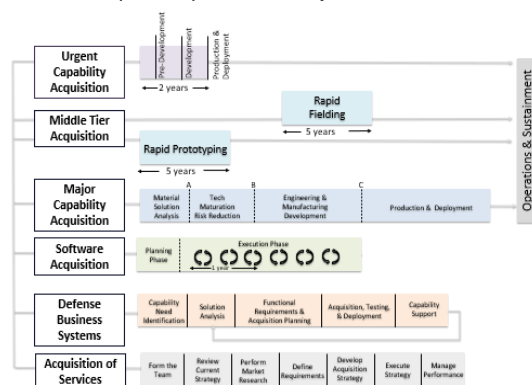 Urgent
Capability
Acquisition
Pre-Development
Development
Production &
Deployment
2 years
Middle Tier
Acquisition
Rapid
Fielding
5 years
Rapid Prototyping
5 years
Major
Capability
Acquisition
A
B
C
Material
Solution
Analysis
Tech
Maturation
Risk Reduction
Engineering &
Manufacturing
Development
Production & Deployment
Software
Acquisition
Planning
Phase
Execution Phase
1 year
Defense
Business
Systems
Capability
Need
Identification
Solution
Analysis
Functional
Requirements &
Acquisition Planning
Acquisition, Testing,
& Deployment
Capability
Support
Acquisition of
Services
Form the
Team
Review
Current
Strategy
Perform
Market
Research
Define
Requirements
Develop
Acquisition
Strategy
Execute
Strategy
Manage
Performance
Operations & Sustainment